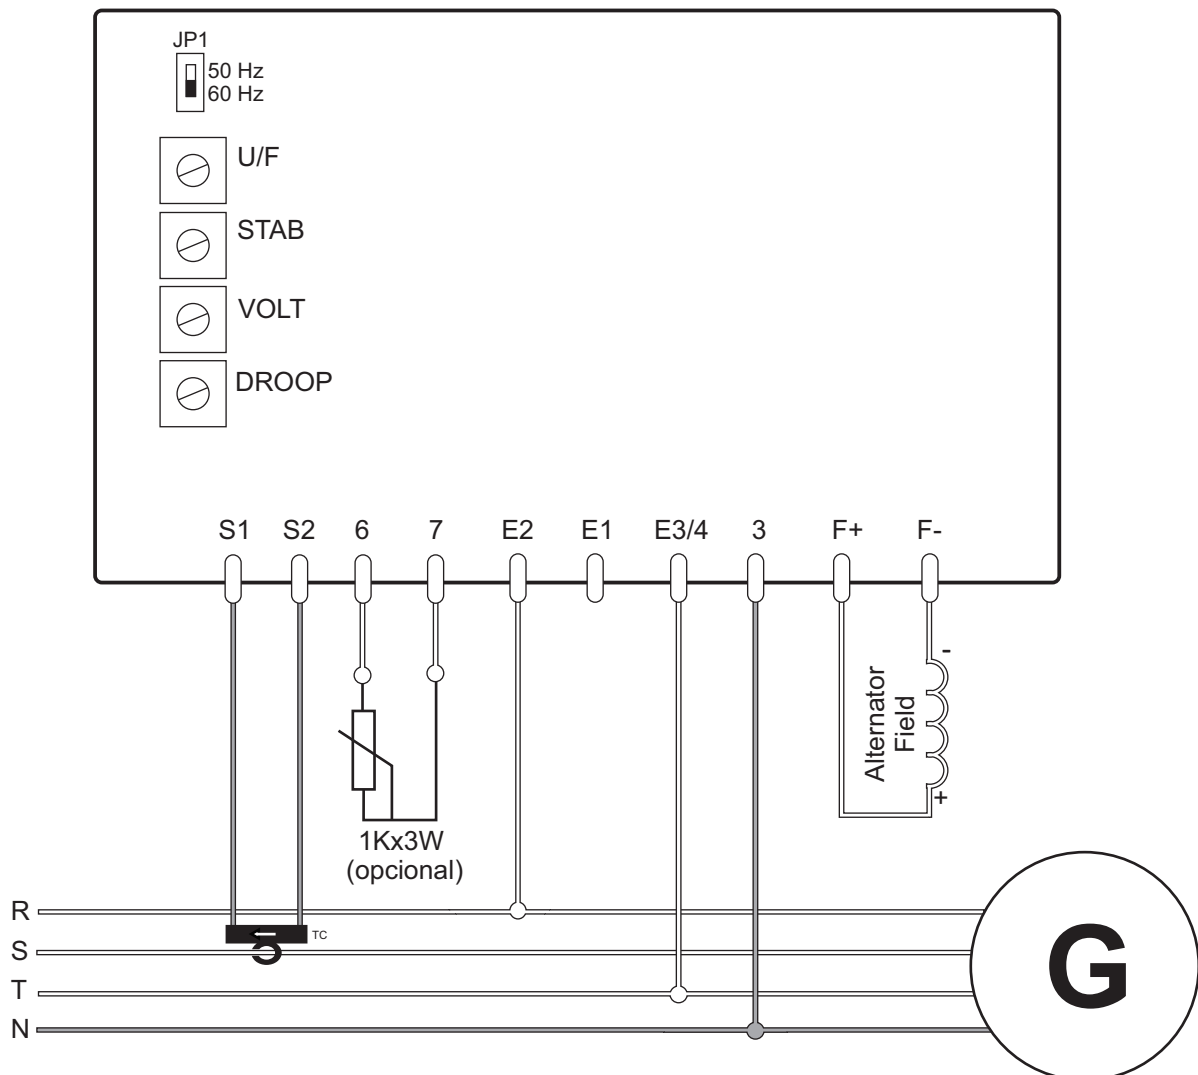 JP1
50 Hz
60 Hz
U/F
STAB
VOLT
DROOP
S1 S2 6 7 E2 E1 E3/4 3 F+ F-
-
Alternator
Field
+
1Kx3W
(opcional)
R
TC
S
T
N
G